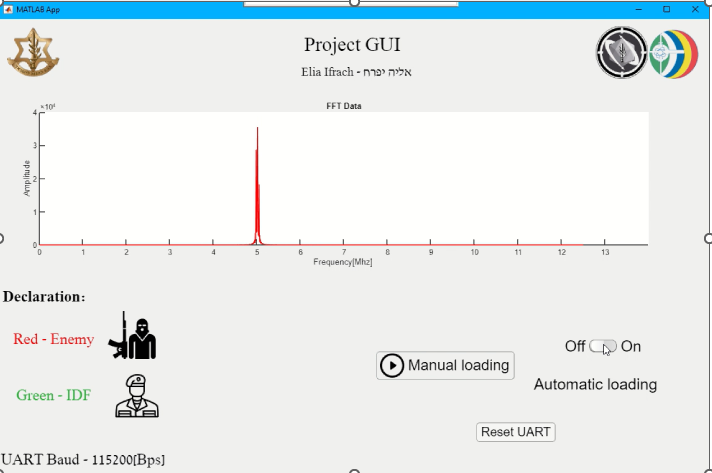 MATLAB App
Project GUI
Elia Ifrach - אליה יפרח
FFT Data
4
3
2
1
0
Amplitude
0 1 2 3 4 5 6 7 8 9 10 11 12 13
Frequency[Mhz]
Declaration:
Red - Enemy
Green - IDF
UART Baud - 115200[Bps]
Manual loading
Off On
Automatic loading
Reset UART